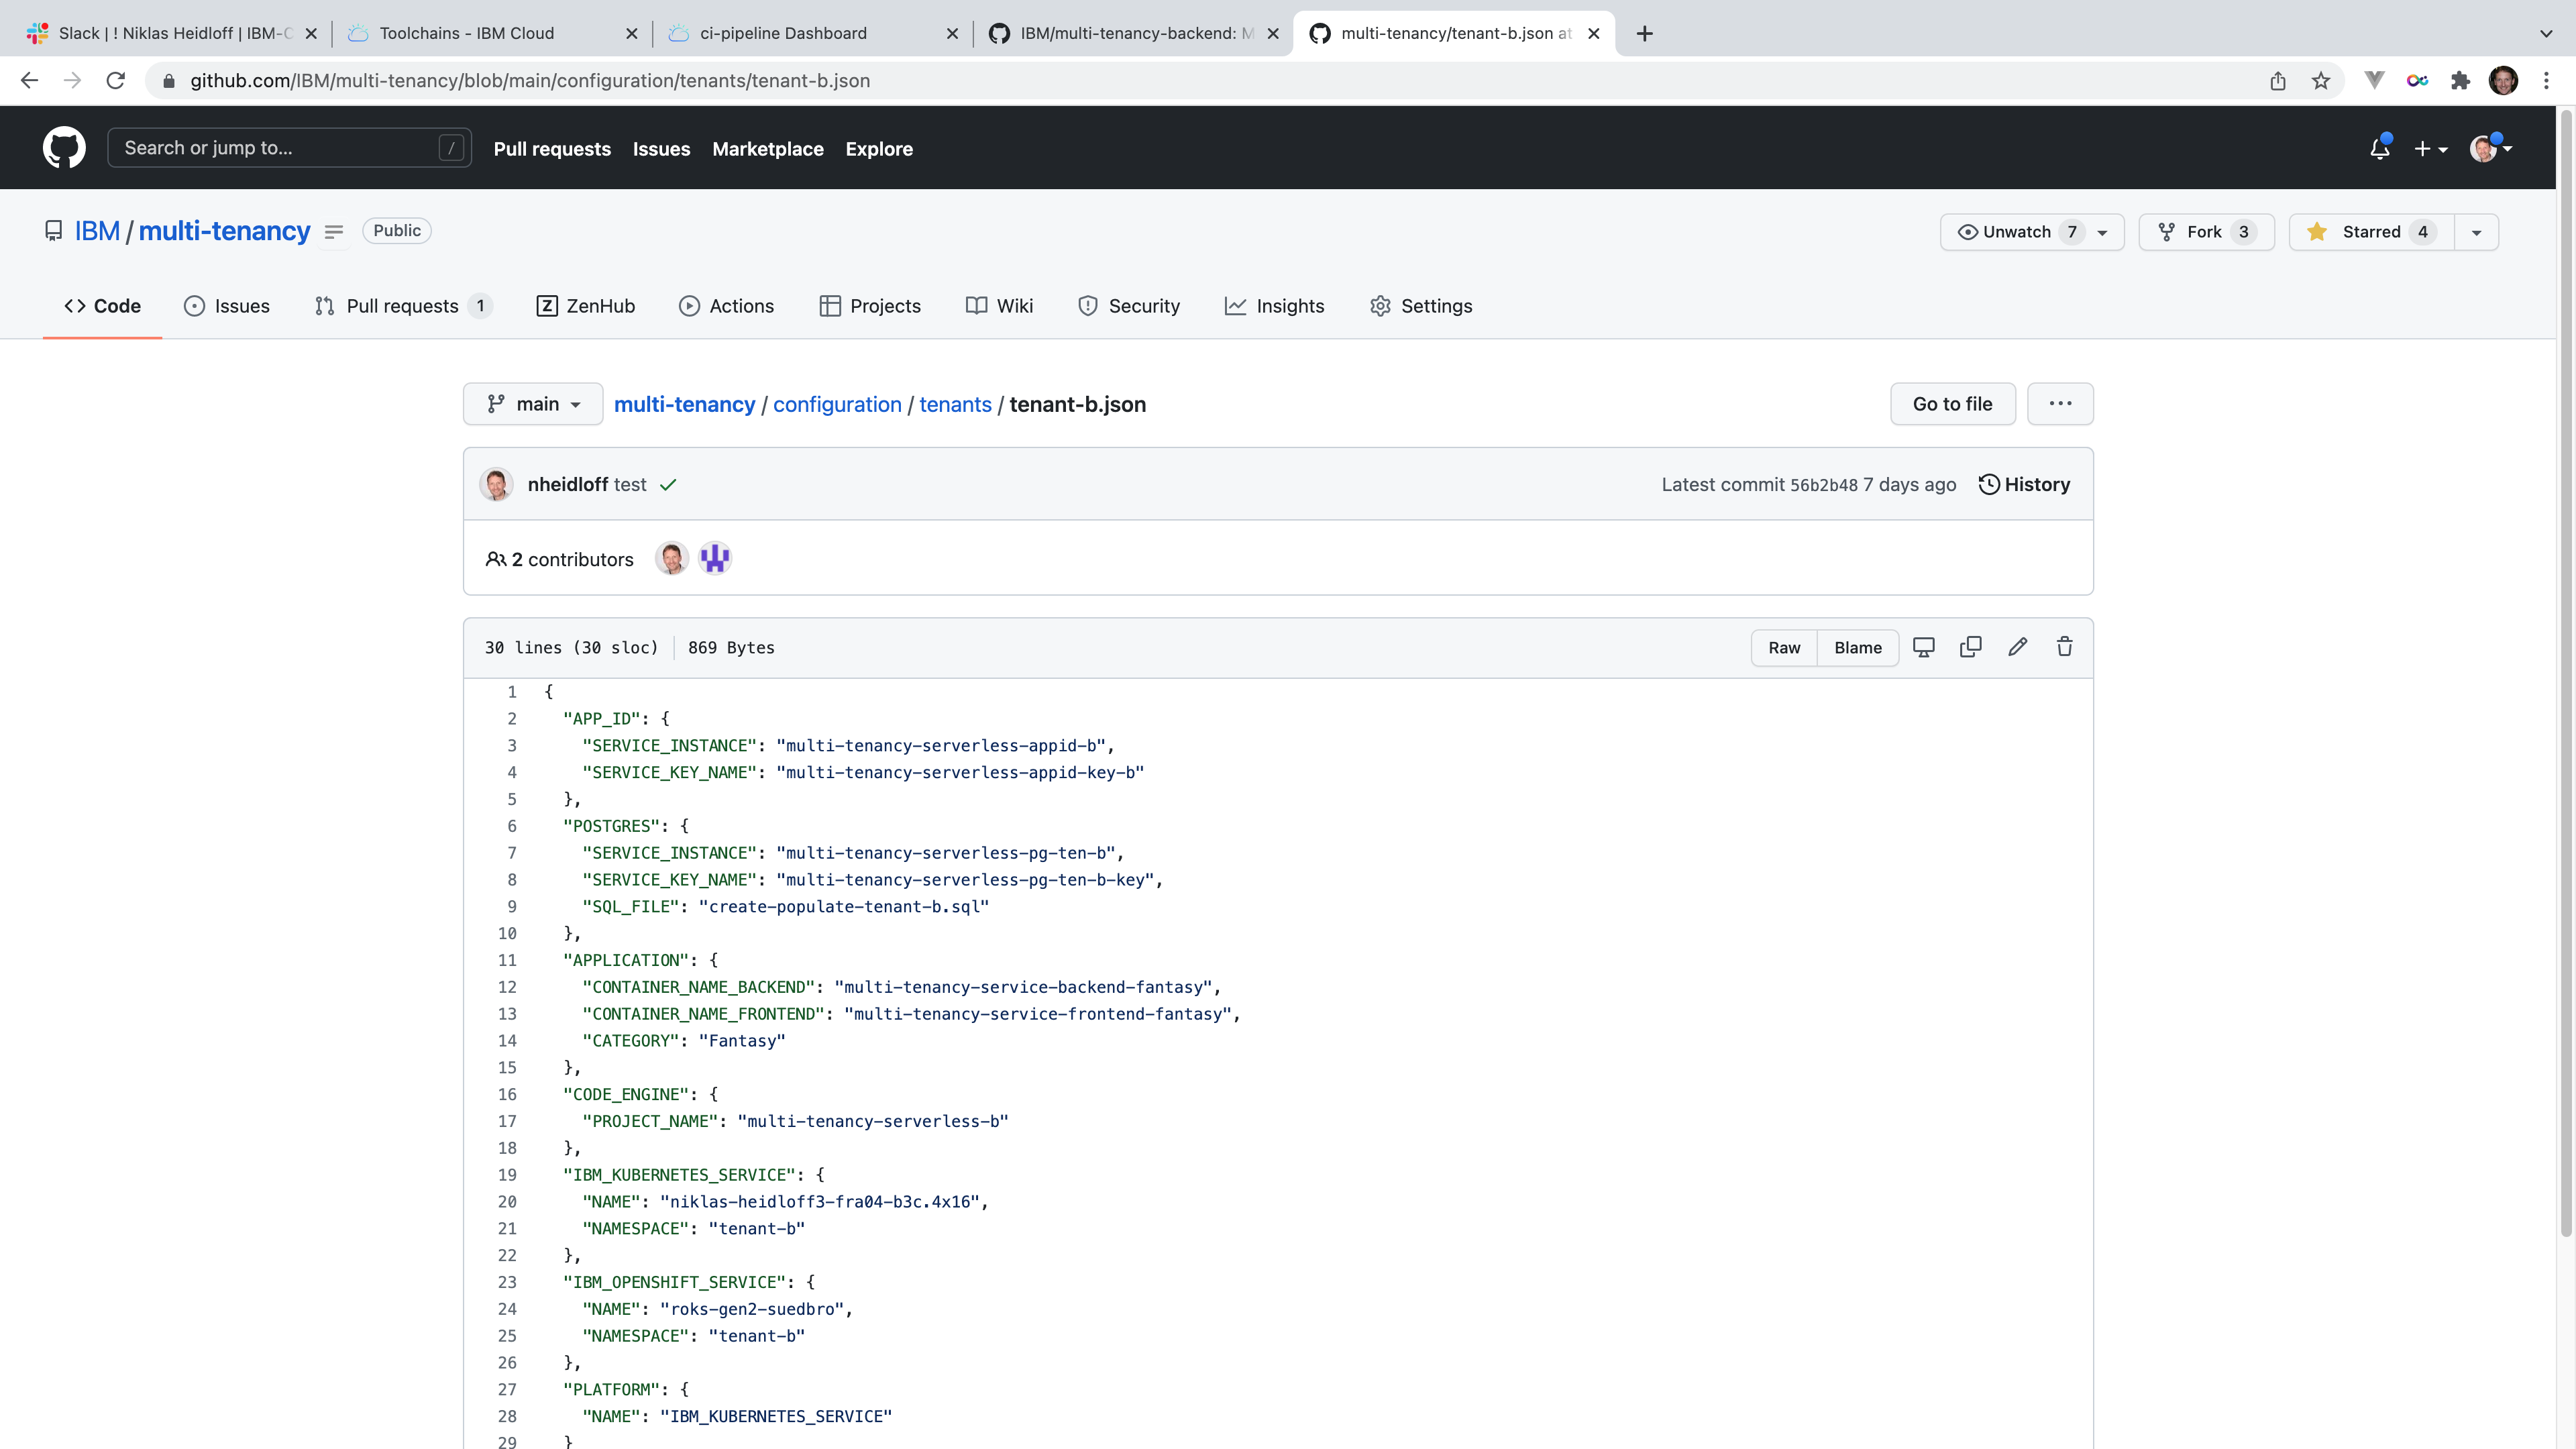 Slack | ! Niklas Heidloff | IBM-C
Toolchains - IBM Cloud
ci-pipeline Dashboard
IBM/multi-tenancy-backend: M
multi-tenancy/tenant-b.json at
github.com/IBM/multi-tenancy/blob/main/configuration/tenants/tenant-b.json
Search or jump to... /
Pull requests Issues Marketplace Explore
IBM / multi-tenancy Public
Unwatch 7 Fork 3 Starred 4
Code Issues Pull requests 1 ZenHub Actions Projects Wiki Security Insights Settings
main multi-tenancy / configuration / tenants / tenant-b.json Go to file ...
nheidloff test Latest commit 56b2b48 7 days ago History
2 contributors
30 lines (30 sloc) 869 Bytes Raw Blame
1 {
2 "APP_ID": {
3 "SERVICE_INSTANCE": "multi-tenancy-serverless-appid-b",
4 "SERVICE_KEY_NAME": "multi-tenancy-serverless-appid-key-b"
5 },
6 "POSTGRES": {
7 "SERVICE_INSTANCE": "multi-tenancy-serverless-pg-ten-b",
8 "SERVICE_KEY_NAME": "multi-tenancy-serverless-pg-ten-b-key",
9 "SQL_FILE": "create-populate-tenant-b.sql"
10 },
11 "APPLICATION": {
12 "CONTAINER_NAME_BACKEND": "multi-tenancy-service-backend-fantasy",
13 "CONTAINER_NAME_FRONTEND": "multi-tenancy-service-frontend-fantasy",
14 "CATEGORY": "Fantasy"
15 },
16 "CODE_ENGINE": {
17 "PROJECT_NAME": "multi-tenancy-serverless-b"
18 },
19 "IBM_KUBERNETES_SERVICE": {
20 "NAME": "niklas-heidloff3-fra04-b3c.4x16",
21 "NAMESPACE": "tenant-b"
22 },
23 "IBM_OPENSHIFT_SERVICE": {
24 "NAME": "roks-gen2-suedbro",
25 "NAMESPACE": "tenant-b"
26 },
27 "PLATFORM": {
28 "NAME": "IBM_KUBERNETES_SERVICE"
29 }